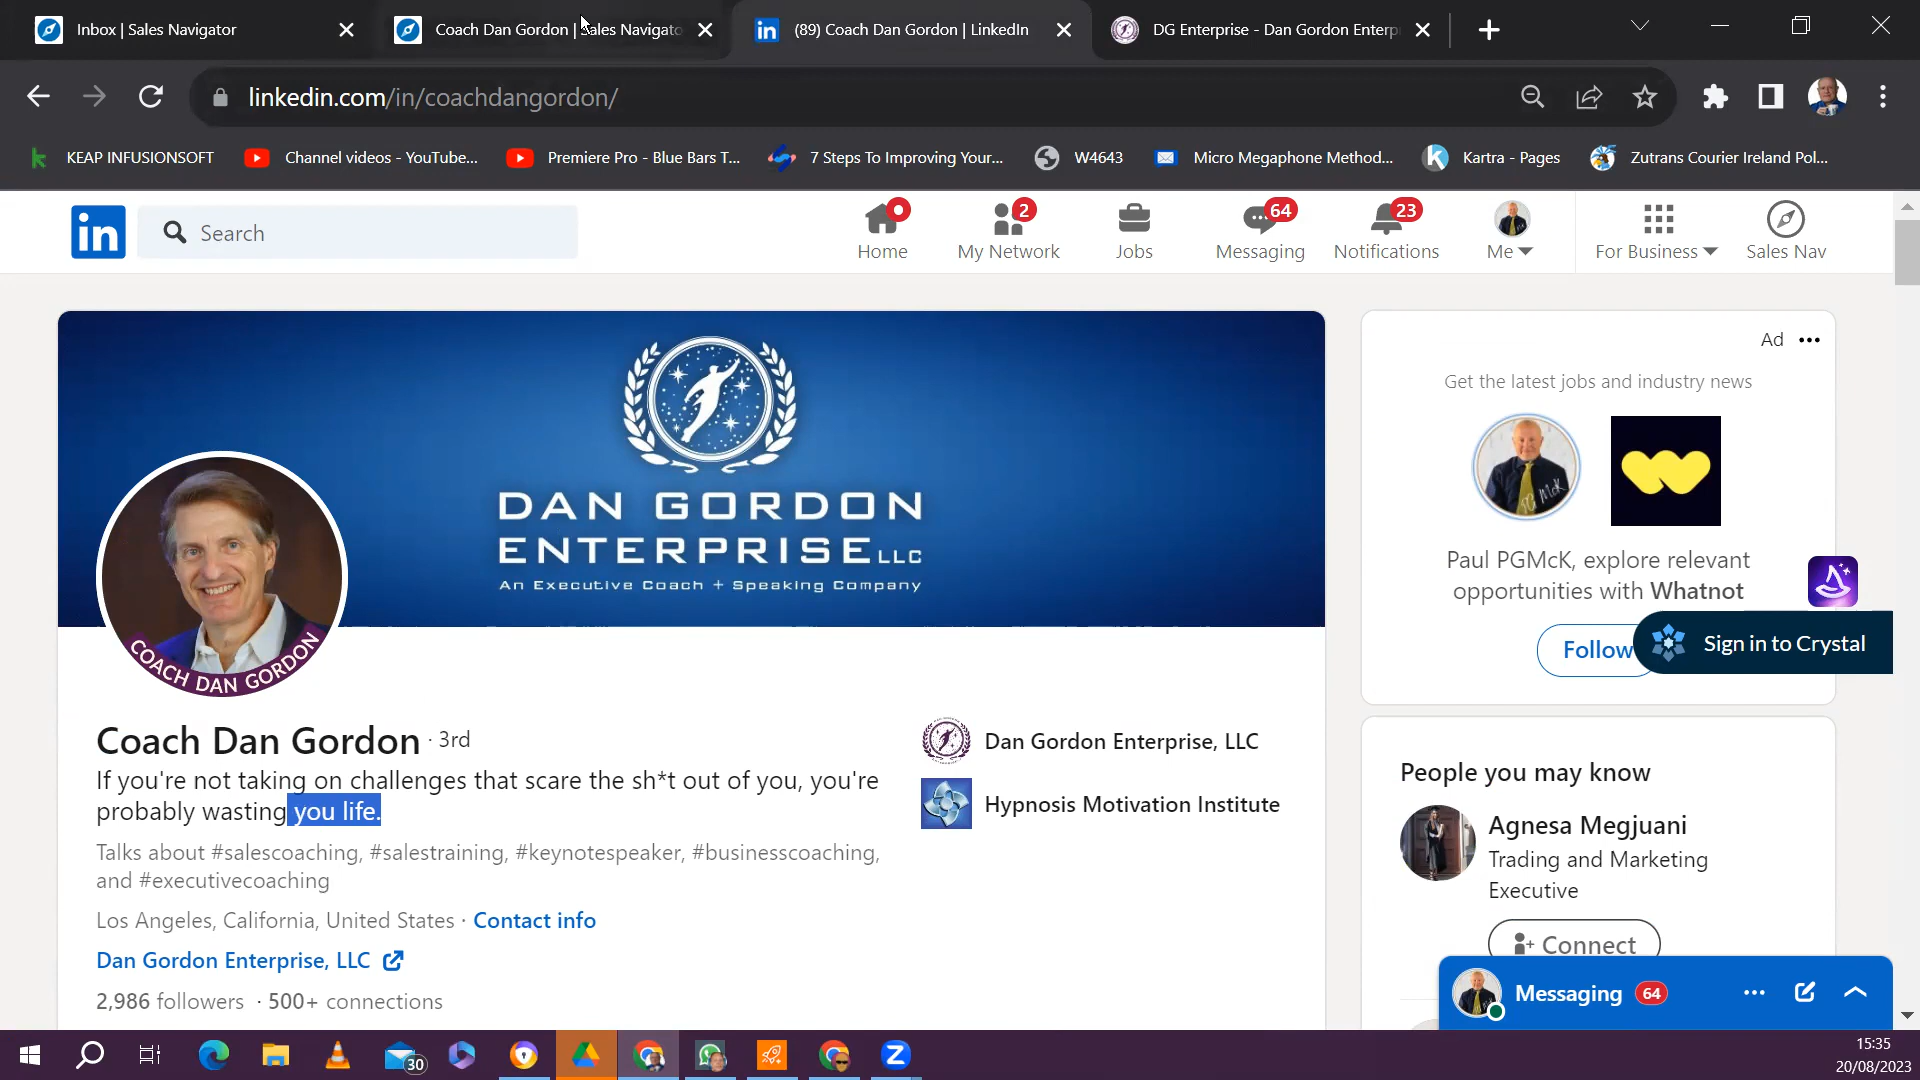 Inbox | Sales Navigator
Coach Dan Gordon | Sales Navigato
(89) Coach Dan Gordon | LinkedIn
DG Enterprise - Dan Gordon Enterp
linkedin.com/in/coachdangordon/
KEAP INFUSIONSOFT
Channel videos - YouTube...
Premiere Pro - Blue Bars T...
7 Steps To Improving Your...
W4643
Micro Megaphone Method...
Kartra - Pages
Zutrans Courier Ireland Pol...
in
Search
Home
2
My Network
Jobs
64
Messaging
23
Notifications
Me
For Business
Sales Nav
DAN GORDON
ENTERPRISE LLC
An Executive Coach + Speaking Company
COACH DAN GORDON
Coach Dan Gordon · 3rd
If you're not taking on challenges that scare the sh*t out of you, you're
probably wasting you life.
Talks about #salescoaching, #salestraining, #keynotespeaker, #businesscoaching,
and #executivecoaching
Los Angeles, California, United States · Contact info
Dan Gordon Enterprise, LLC
2,986 followers · 500+ connections
Dan Gordon Enterprise, LLC
Hypnosis Motivation Institute
Ad
Get the latest jobs and industry news
PG McK
Paul PGMcK, explore relevant
opportunities with Whatnot
Follow
Sign in to Crystal
People you may know
Agnesa Megjuani
Trading and Marketing
Executive
Connect
Messaging 64
30
15:35
20/08/2023